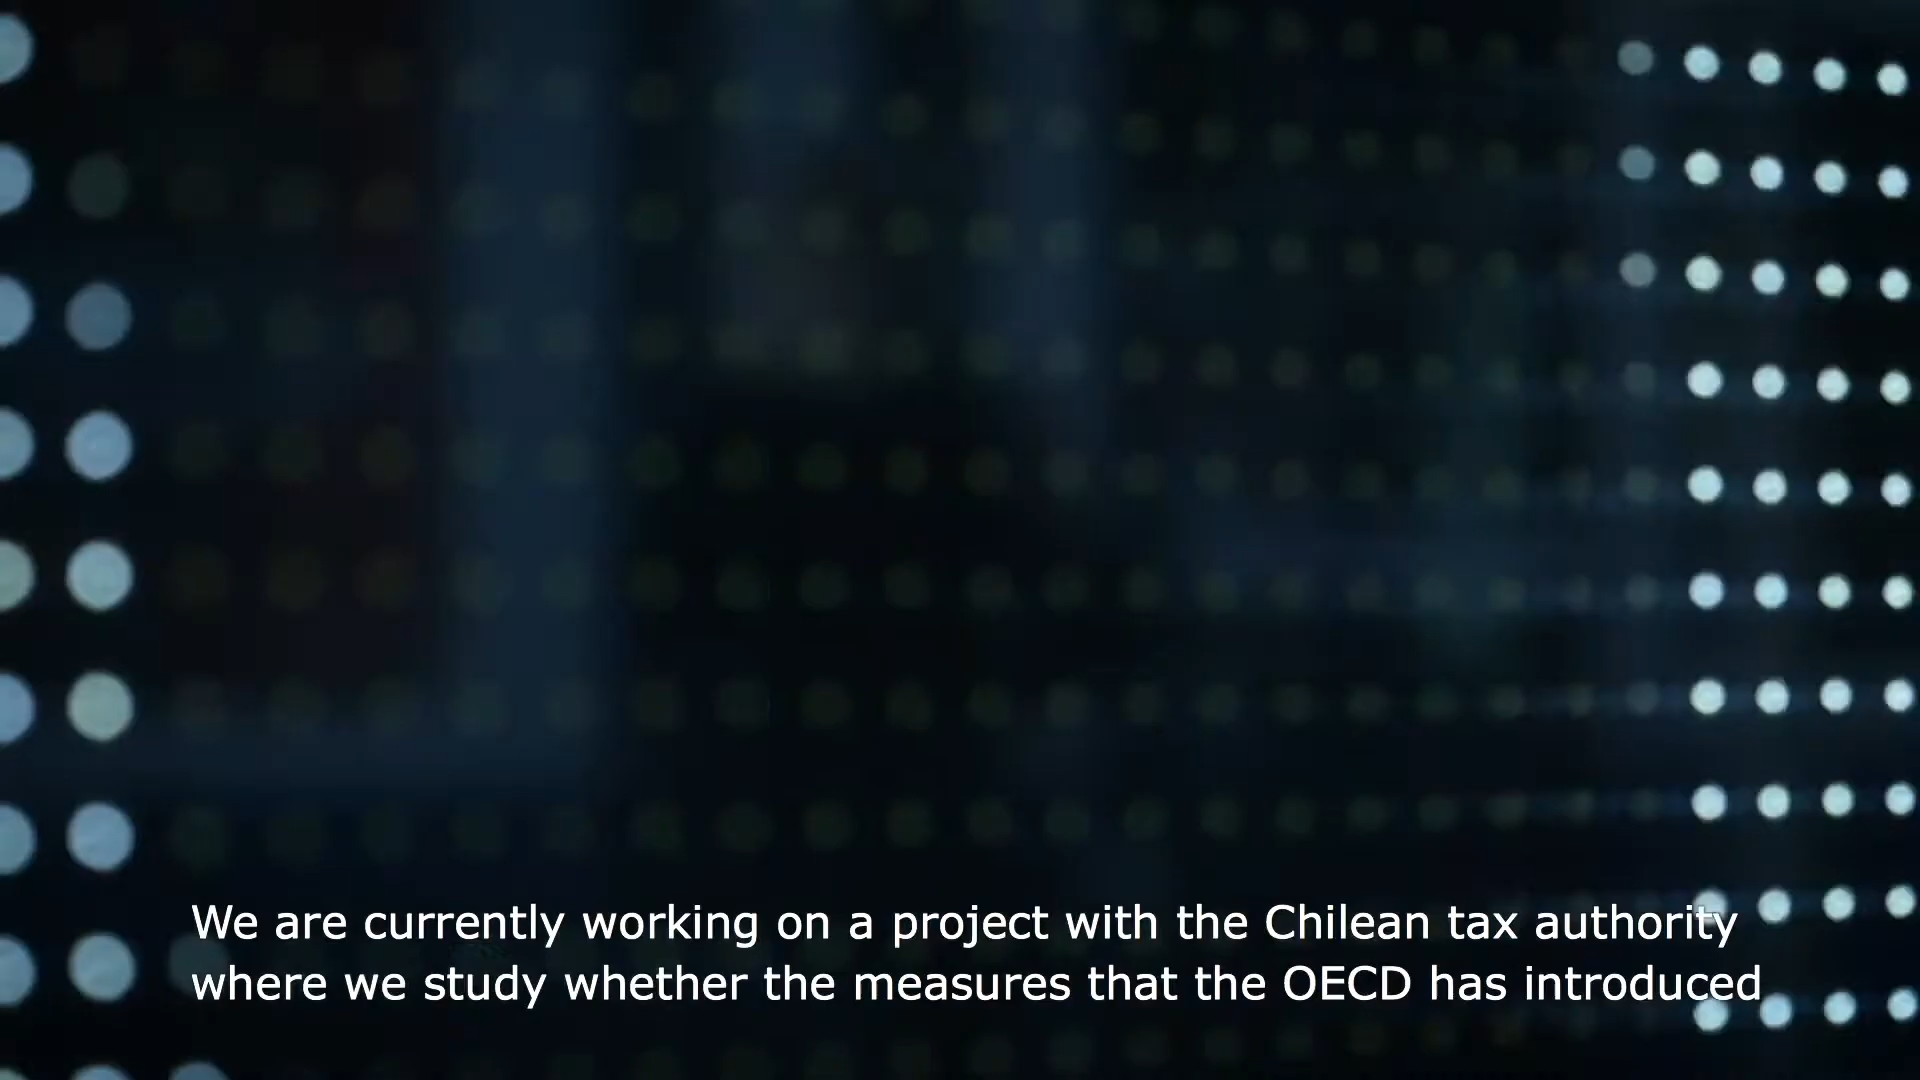 We are currently working on a project with the Chilean tax authority
where we study whether the measures that the OECD has introduced